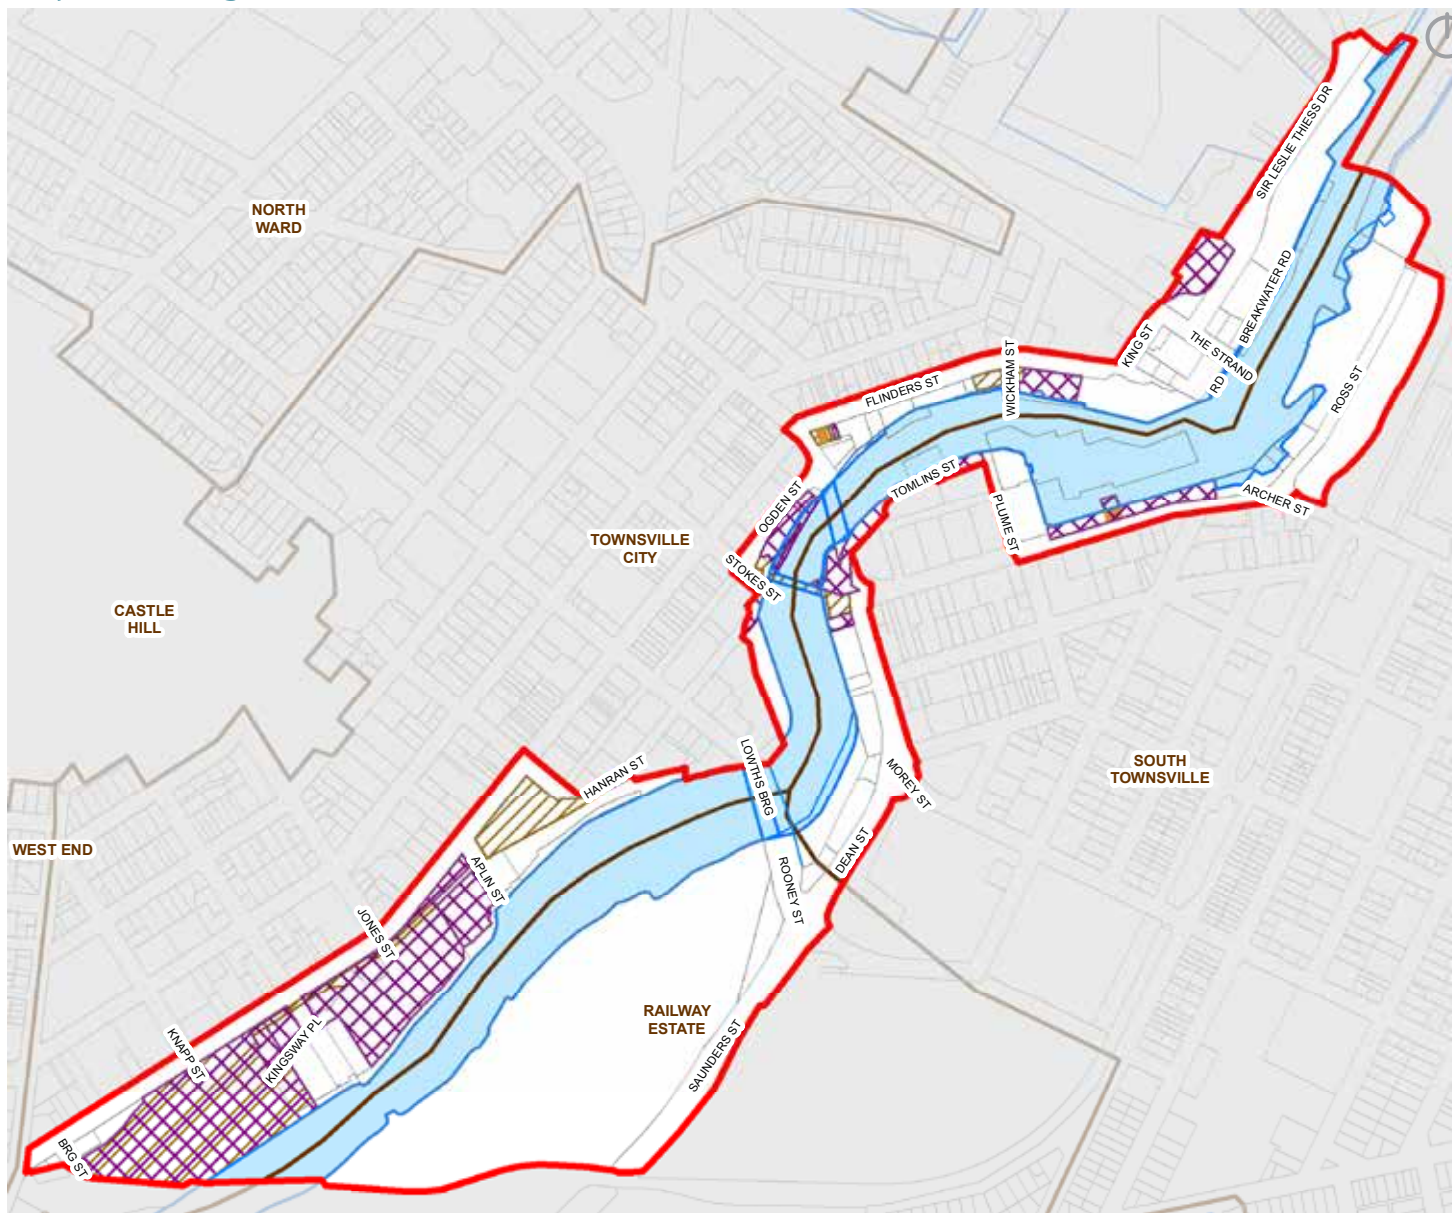 SIR LESLIE THIESS DR
NORTH
WARD
BREAKWATER RD
KING ST
THE STRAND
WICKHAM ST
RD
FLINDERS ST
ROSS ST
TOMLINS ST
OGDEN ST
ARCHER ST
PLUME ST
TOWNSVILLE
CITY
STOKES ST
CASTLE
HILL
SOUTH
TOWNSVILLE
LOWTHS BRG
HANRAN ST
MOREY ST
WEST END
DEAN ST
APLIN ST
ROONEY ST
JONES ST
RAILWAY
ESTATE
KNAPP ST
KINGSWAY PL
SAUNDERS ST
BRG ST